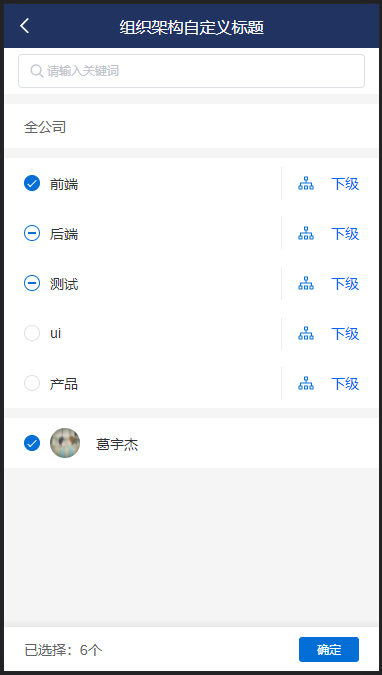 组织架构自定义标题
请输入关键词
全公司
前端 下级
后端 下级
测试 下级
ui 下级
产品 下级
葛宇杰
已选择：6个 确定